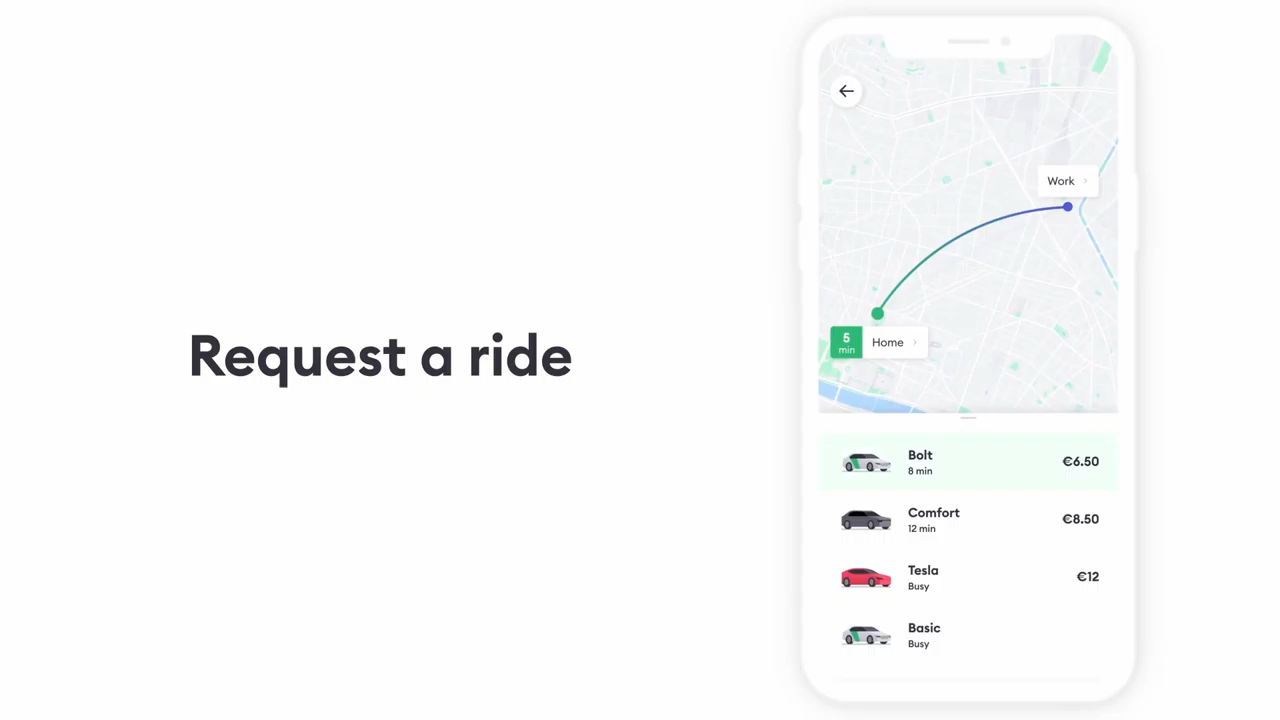 Request a ride
Work
5
min
Home
Bolt
8 min
€6.50
Comfort
12 min
€8.50
Tesla
Busy
€12
Basic
Busy